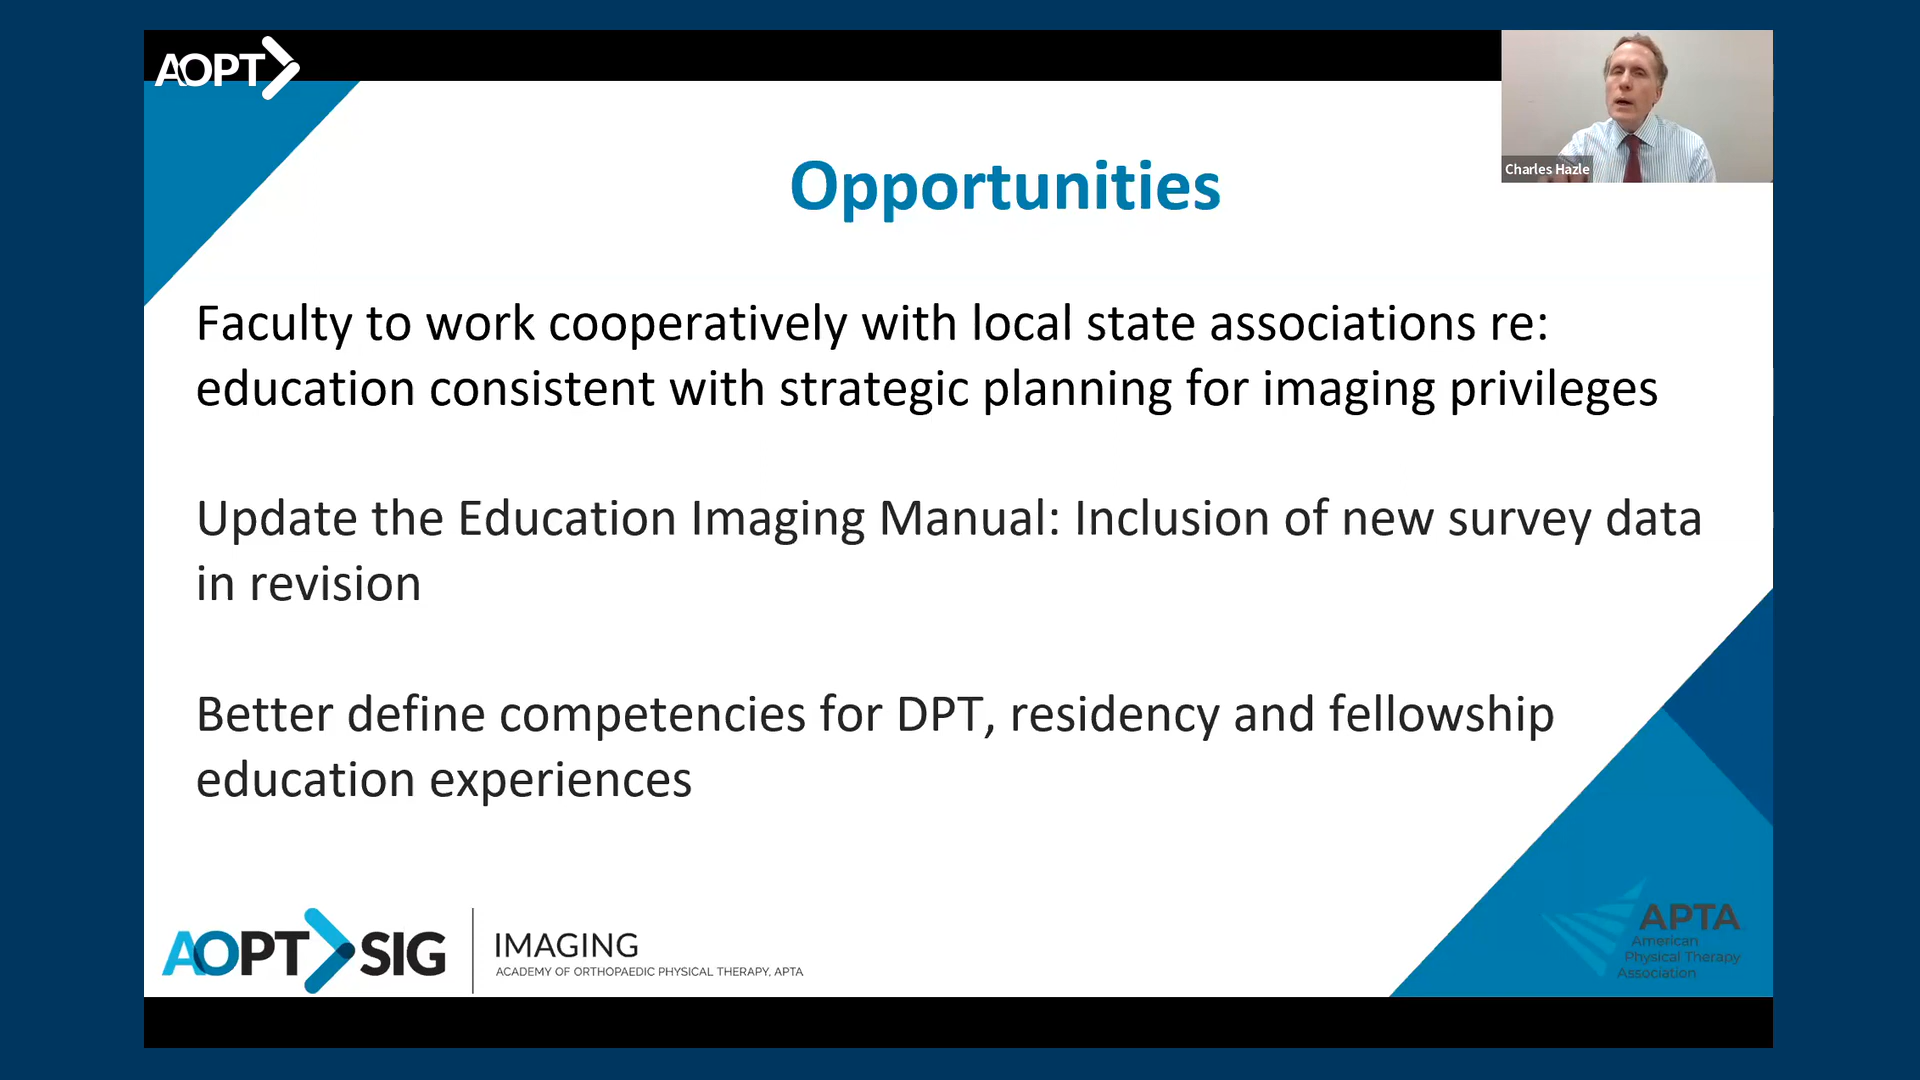 AOPT
Charles Hazle
Opportunities
Faculty to work cooperatively with local state associations re:
education consistent with strategic planning for imaging privileges
Update the Education Imaging Manual: Inclusion of new survey data
in revision
Better define competencies for DPT, residency and fellowship
education experiences
AOPT SIG
IMAGING
ACADEMY OF ORTHOPAEDIC PHYSICAL THERAPY, APTA
APTA
American
Physical Therapy
Association